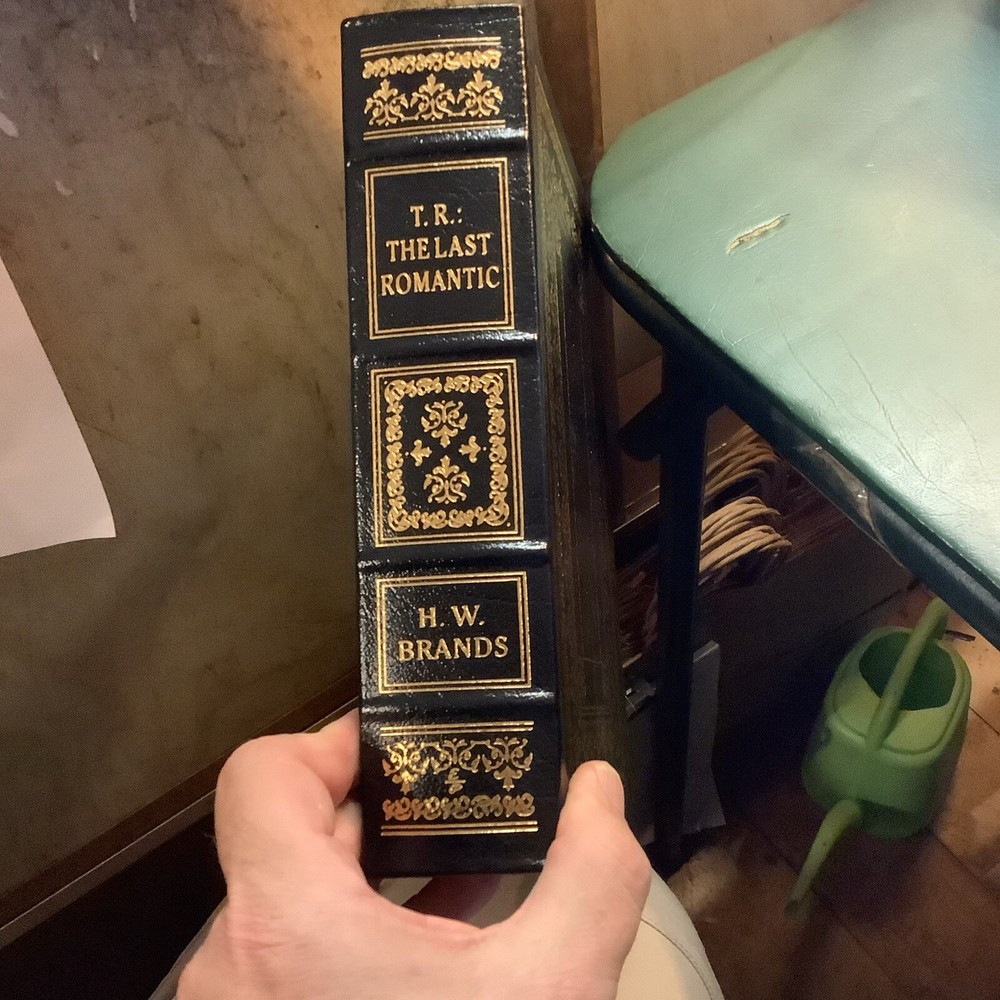 T. R.:
THE LAST
ROMANTIC
H. W.
BRANDS